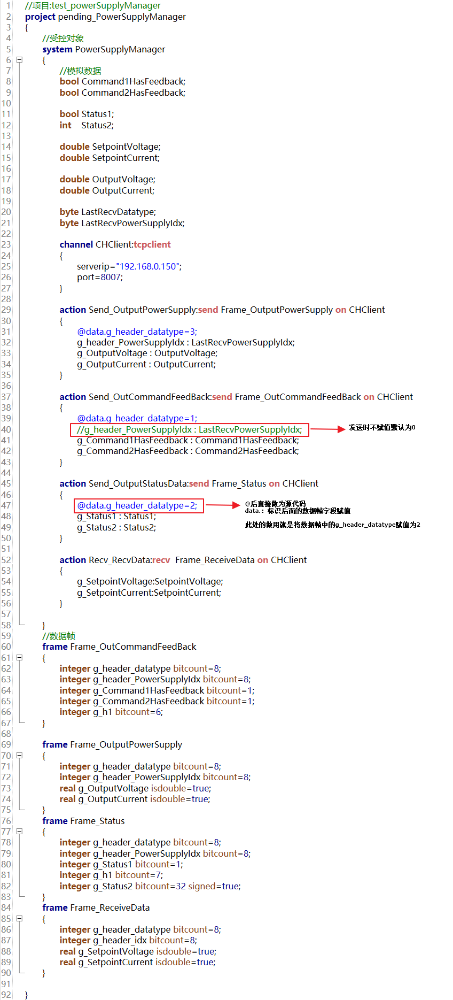 1 //项目:test_powerSupplyManager
2 project pending_PowerSupplyManager
3 {
4 //受控对象
5 system PowerSupplyManager
6 {
7 //模拟数据
8 bool Command1HasFeedback;
9 bool Command2HasFeedback;
10
11 bool Status1;
12 int Status2;
13
14 double SetpointVoltage;
15 double SetpointCurrent;
16
17 double OutputVoltage;
18 double OutputCurrent;
19
20 byte LastRecvDatatype;
21 byte LastRecvPowerSupplyIdx;
22
23 channel CHClient:tcpclient
24 {
25 serverip="192.168.0.150";
26 port=8007;
27 }
28
29 action Send_OutputPowerSupply:send Frame_OutputPowerSupply on CHClient
30 {
31 @data.g_header_datatype=3;
32 g_header_PowerSupplyIdx : LastRecvPowerSupplyIdx;
33 g_OutputVoltage : OutputVoltage;
34 g_OutputCurrent : OutputCurrent;
35 }
36
37 action Send_OutCommandFeedBack:send Frame_OutCommandFeedBack on CHClient
38 {
39 @data.g_header_datatype=1;
40 //g_header_PowerSupplyIdx : LastRecvPowerSupplyIdx; 发送时不赋值默认为0
41 g_Command1HasFeedback : Command1HasFeedback;
42 g_Command2HasFeedback : Command2HasFeedback;
43 }
44
45 action Send_OutputStatusData:send Frame_Status on CHClient
46 {
47 @data.g_header_datatype=2; @后直接做为源代码
data.: 标识后面的数据帧字段赋值
48 g_Status1 : Status1;
49 g_Status2 : Status2; 此处的做用就是将数据帧中的g_header_datatype赋值为2
50 }
51
52 action Recv_RecvData:recv Frame_ReceiveData on CHClient
53 {
54 g_SetpointVoltage:SetpointVoltage;
55 g_SetpointCurrent:SetpointCurrent;
56 }
57
58 }
59 //数据帧
60 frame Frame_OutCommandFeedBack
61 {
62 integer g_header_datatype bitcount=8;
63 integer g_header_PowerSupplyIdx bitcount=8;
64 integer g_Command1HasFeedback bitcount=1;
65 integer g_Command2HasFeedback bitcount=1;
66 integer g_h1 bitcount=6;
67 }
68
69 frame Frame_OutputPowerSupply
70 {
71 integer g_header_datatype bitcount=8;
72 integer g_header_PowerSupplyIdx bitcount=8;
73 real g_OutputVoltage isdouble=true;
74 real g_OutputCurrent isdouble=true;
75 }
76 frame Frame_Status
77 {
78 integer g_header_datatype bitcount=8;
79 integer g_header_PowerSupplyIdx bitcount=8;
80 integer g_Status1 bitcount=1;
81 integer g_h1 bitcount=7;
82 integer g_Status2 bitcount=32 signed=true;
83 }
84 frame Frame_ReceiveData
85 {
86 integer g_header_datatype bitcount=8;
87 integer g_header_idx bitcount=8;
88 real g_SetpointVoltage isdouble=true;
89 real g_SetpointCurrent isdouble=true;
90 }
91
92 }